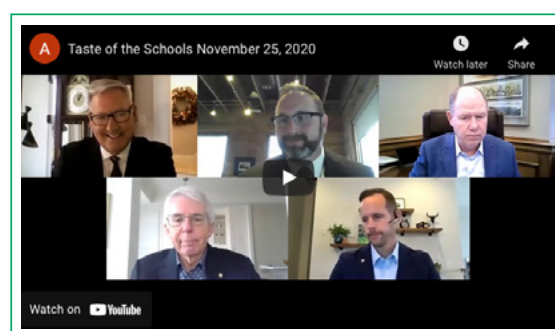 A Taste of the Schools November 25, 2020
Watch later Share
Watch on YouTube